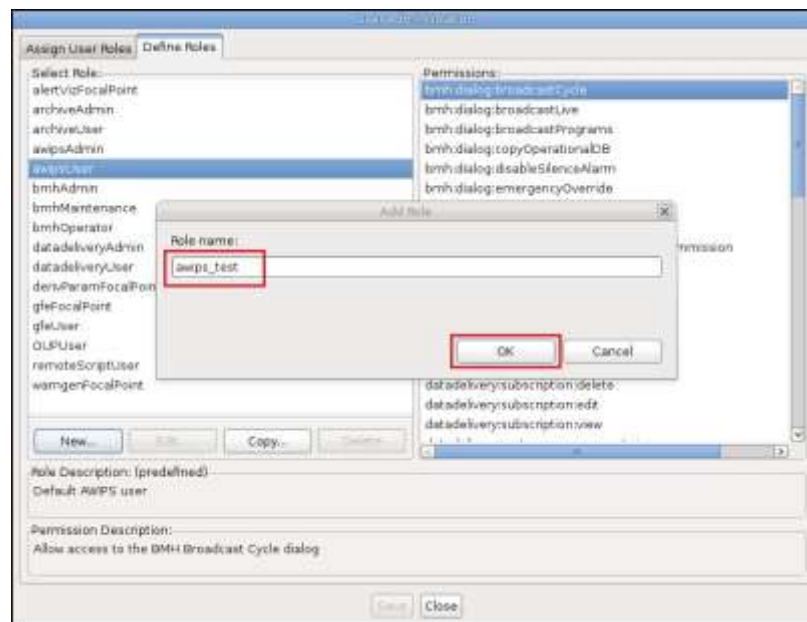 Assign User Roles Define Roles
Select Role:
alertVizFocalPoint
archiveAdmin
archiveUser
awipsAdmin
awipsUser
bmhAdmin
bmhMaintenance
bmhOperator
datadeliveryAdmin
datadeliveryUser
derivParamFocalPoin
gfeFocalPoint
gfeUser
OUPUser
remoteScriptUser
warngenFocalPoint
New... Edit... Copy... Delete
Permissions:
bmh:dialog:broadcastCycle
bmh:dialog:broadcastLive
bmh:dialog:broadcastPrograms
bmh:dialog:copyOperationalDB
bmh:dialog:disableSilenceAlarm
bmh:dialog:emergencyOverride
datadelivery:subscription:delete
datadelivery:subscription:edit
datadelivery:subscription:view
Add Role
Role name:
awips_test
OK Cancel
Role Description: (predefined)
Default AWIPS user
Permission Description:
Allow access to the BMH Broadcast Cycle dialog
Save Close